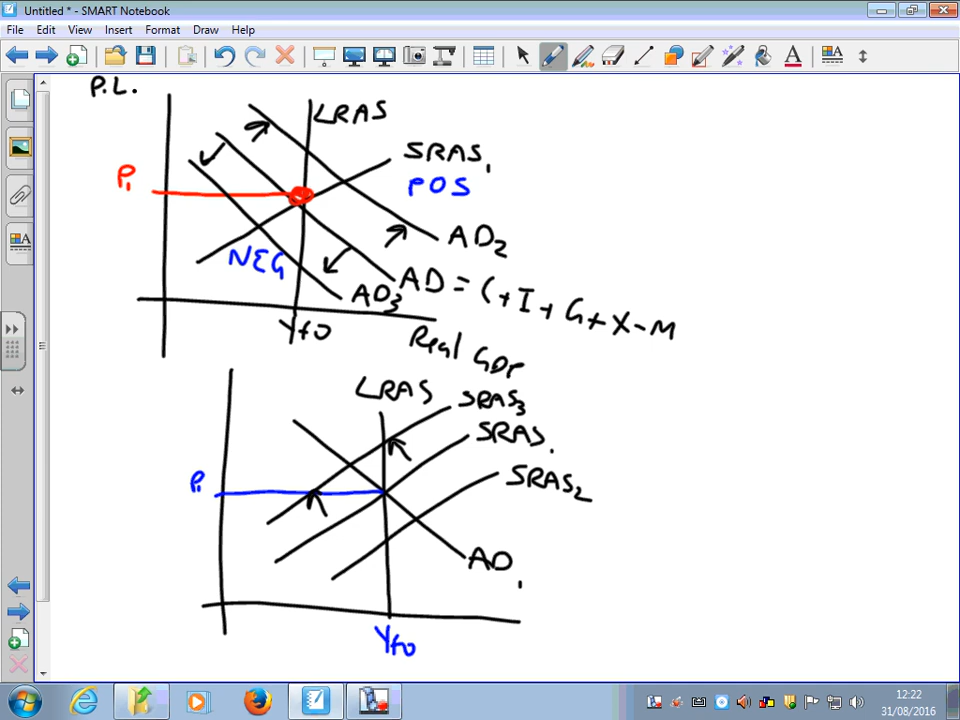 Untitled * - SMART Notebook
File Edit View Insert Format Draw Help
P.L.
LRAS
SRAS1
POS
P1
AD2
NEG
AD = C+I+G+X-M
AD3
Yfo
Real GDP
LRAS
SRAS3
SRAS1
SRAS2
P1
AD1
Yfo
12:22
31/08/2016